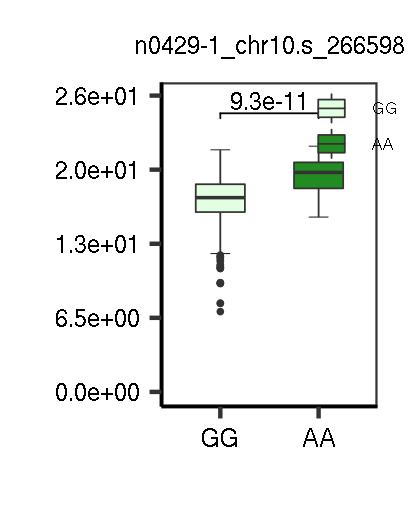 n0429-1_chr10.s_266598
2.6e+01
9.3e-11
GG
AA
2.0e+01
1.3e+01
6.5e+00
0.0e+00
GG
AA